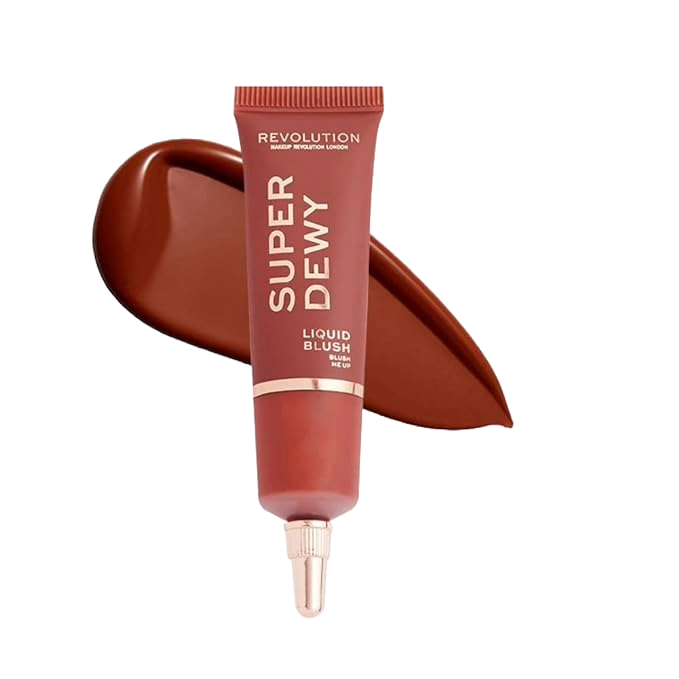 REVOLUTION
MAKEUP REVOLUTION LONDON
SUPER
DEWY
LIQUID
BLUSH
BLUSH
ME UP